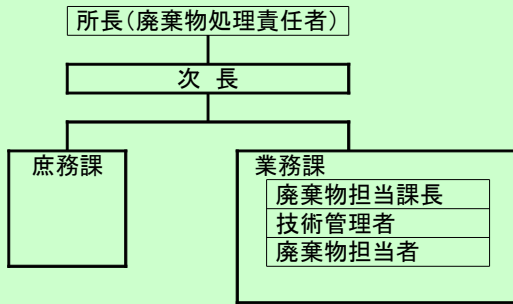 所長（廃棄物処理責任者）
次 長
庶務課
業務課
廃棄物担当課長
技術管理者
廃棄物担当者